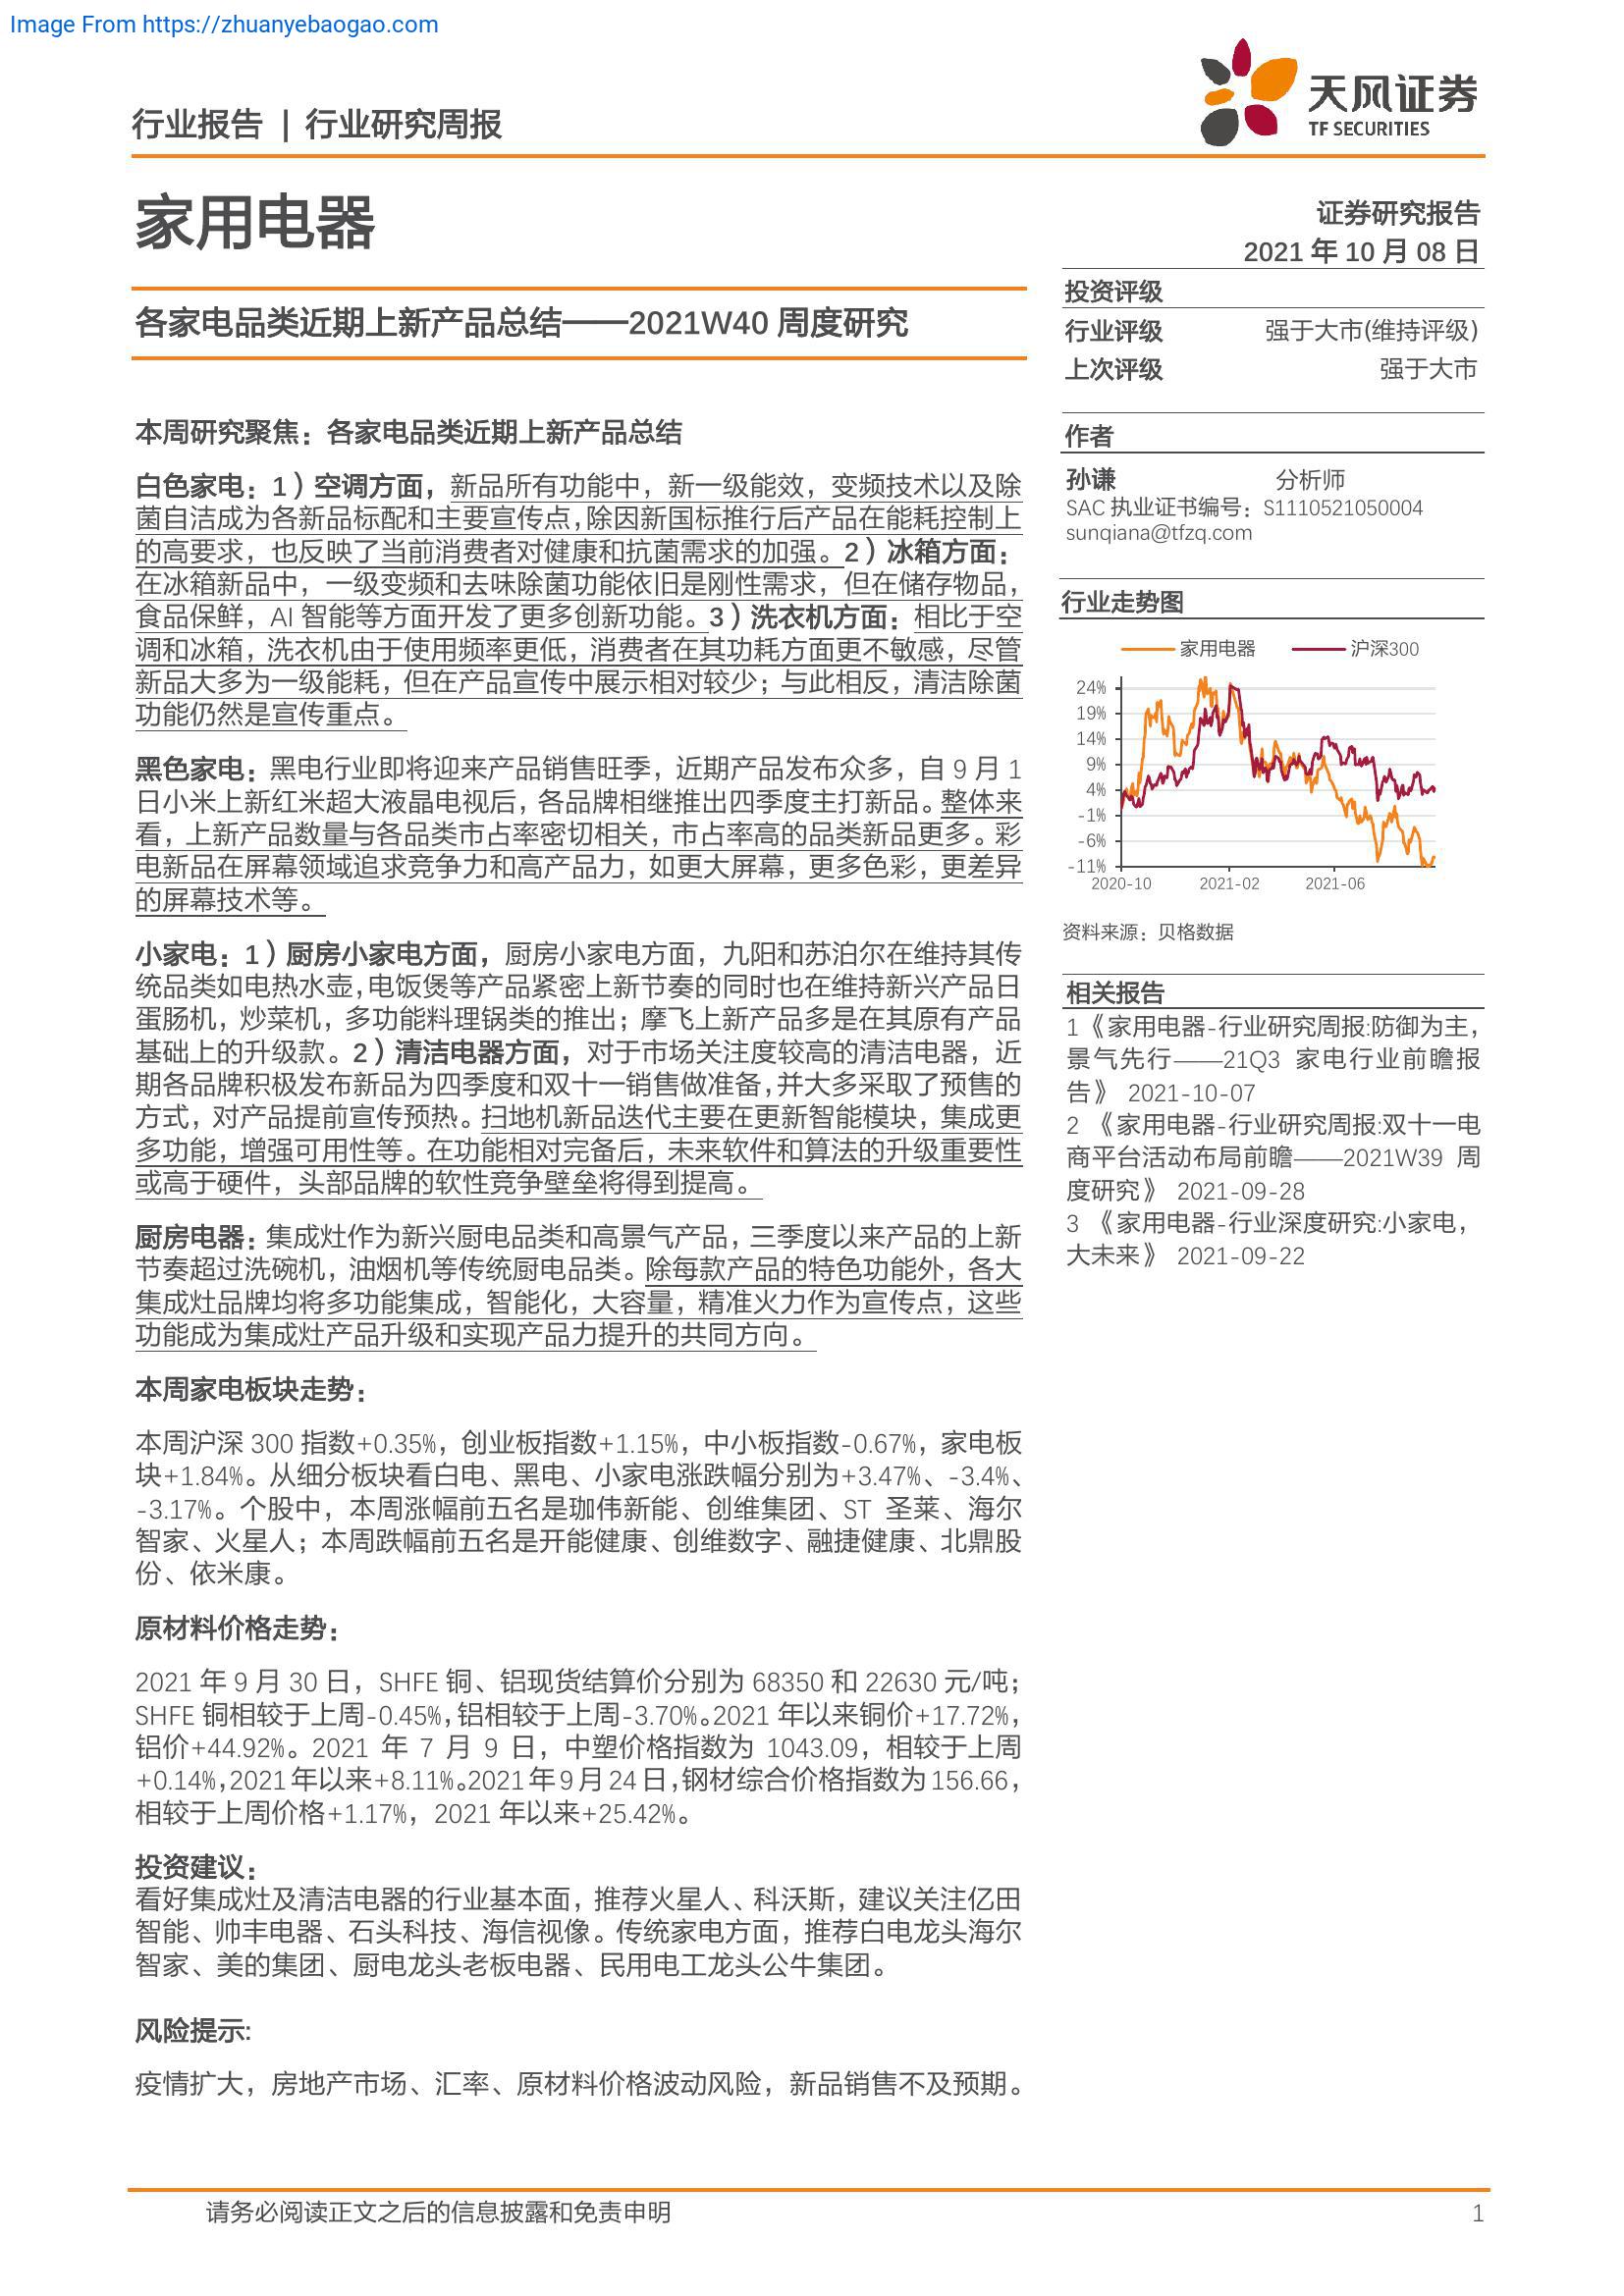 Image From https://zhuanyebaogao.com
行业报告 | 行业研究周报
天风证券
TF SECURITIES
家用电器
证券研究报告
2021 年 10 月 08 日
各家电品类近期上新产品总结——2021W40 周度研究
本周研究聚焦：各家电品类近期上新产品总结
白色家电：1）空调方面，新品所有功能中，新一级能效，变频技术以及除
菌自洁成为各新品标配和主要宣传点，除因新国标推行后产品在能耗控制上
的高要求，也反映了当前消费者对健康和抗菌需求的加强。2）冰箱方面：
在冰箱新品中，一级变频和去味除菌功能依旧是刚性需求，但在储存物品，
食品保鲜，AI 智能等方面开发了更多创新功能。3）洗衣机方面：相比于空
调和冰箱，洗衣机由于使用频率更低，消费者在其功耗方面更不敏感，尽管
新品大多为一级能耗，但在产品宣传中展示相对较少；与此相反，清洁除菌
功能仍然是宣传重点。
黑色家电：黑电行业即将迎来产品销售旺季，近期产品发布众多，自 9 月 1
日小米上新红米超大液晶电视后，各品牌相继推出四季度主打新品。整体来
看，上新产品数量与各品类市占率密切相关，市占率高的品类新品更多。彩
电新品在屏幕领域追求竞争力和高产品力，如更大屏幕，更多色彩，更差异
的屏幕技术等。
小家电：1）厨房小家电方面，厨房小家电方面，九阳和苏泊尔在维持其传
统品类如电热水壶，电饭煲等产品紧密上新节奏的同时也在维持新兴产品日
蛋肠机，炒菜机，多功能料理锅类的推出；摩飞上新产品多是在其原有产品
基础上的升级款。2）清洁电器方面，对于市场关注度较高的清洁电器，近
期各品牌积极发布新品为四季度和双十一销售做准备，并大多采取了预售的
方式，对产品提前宣传预热。扫地机新品迭代主要在更新智能模块，集成更
多功能，增强可用性等。在功能相对完备后，未来软件和算法的升级重要性
或高于硬件，头部品牌的软性竞争壁垒将得到提高。
厨房电器：集成灶作为新兴厨电品类和高景气产品，三季度以来产品的上新
节奏超过洗碗机，油烟机等传统厨电品类。除每款产品的特色功能外，各大
集成灶品牌均将多功能集成，智能化，大容量，精准火力作为宣传点，这些
功能成为集成灶产品升级和实现产品力提升的共同方向。
本周家电板块走势：
本周沪深 300 指数+0.35%，创业板指数+1.15%，中小板指数-0.67%，家电板
块+1.84%。从细分板块看白电、黑电、小家电涨跌幅分别为+3.47%、-3.4%、
-3.17%。个股中，本周涨幅前五名是珈伟新能、创维集团、ST 圣莱、海尔
智家、火星人；本周跌幅前五名是开能健康、创维数字、融捷健康、北鼎股
份、依米康。
原材料价格走势：
2021 年 9 月 30 日，SHFE 铜、铝现货结算价分别为 68350 和 22630 元/吨；
SHFE 铜相较于上周-0.45%，铝相较于上周-3.70%。2021 年以来铜价+17.72%，
铝价+44.92%。2021 年 7 月 9 日，中塑价格指数为 1043.09，相较于上周
+0.14%，2021 年以来+8.11%。2021 年 9 月 24 日，钢材综合价格指数为 156.66，
相较于上周价格+1.17%，2021 年以来+25.42%。
投资建议：
看好集成灶及清洁电器的行业基本面，推荐火星人、科沃斯，建议关注亿田
智能、帅丰电器、石头科技、海信视像。传统家电方面，推荐白电龙头海尔
智家、美的集团、厨电龙头老板电器、民用电工龙头公牛集团。
风险提示:
疫情扩大，房地产市场、汇率、原材料价格波动风险，新品销售不及预期。
投资评级
行业评级 强于大市(维持评级)
上次评级 强于大市
作者
孙谦 分析师
SAC 执业证书编号：S1110521050004
sunqiana@tfzq.com
行业走势图
家用电器 沪深300
24%
19%
14%
9%
4%
-1%
-6%
-11%
2020-10 2021-02 2021-06
资料来源：贝格数据
相关报告
1 《家用电器-行业研究周报:防御为主，
景气先行——21Q3 家电行业前瞻报
告》 2021-10-07
2 《家用电器-行业研究周报:双十一电
商平台活动布局前瞻——2021W39 周
度研究》 2021-09-28
3 《家用电器-行业深度研究:小家电，
大未来》 2021-09-22
请务必阅读正文之后的信息披露和免责申明 1